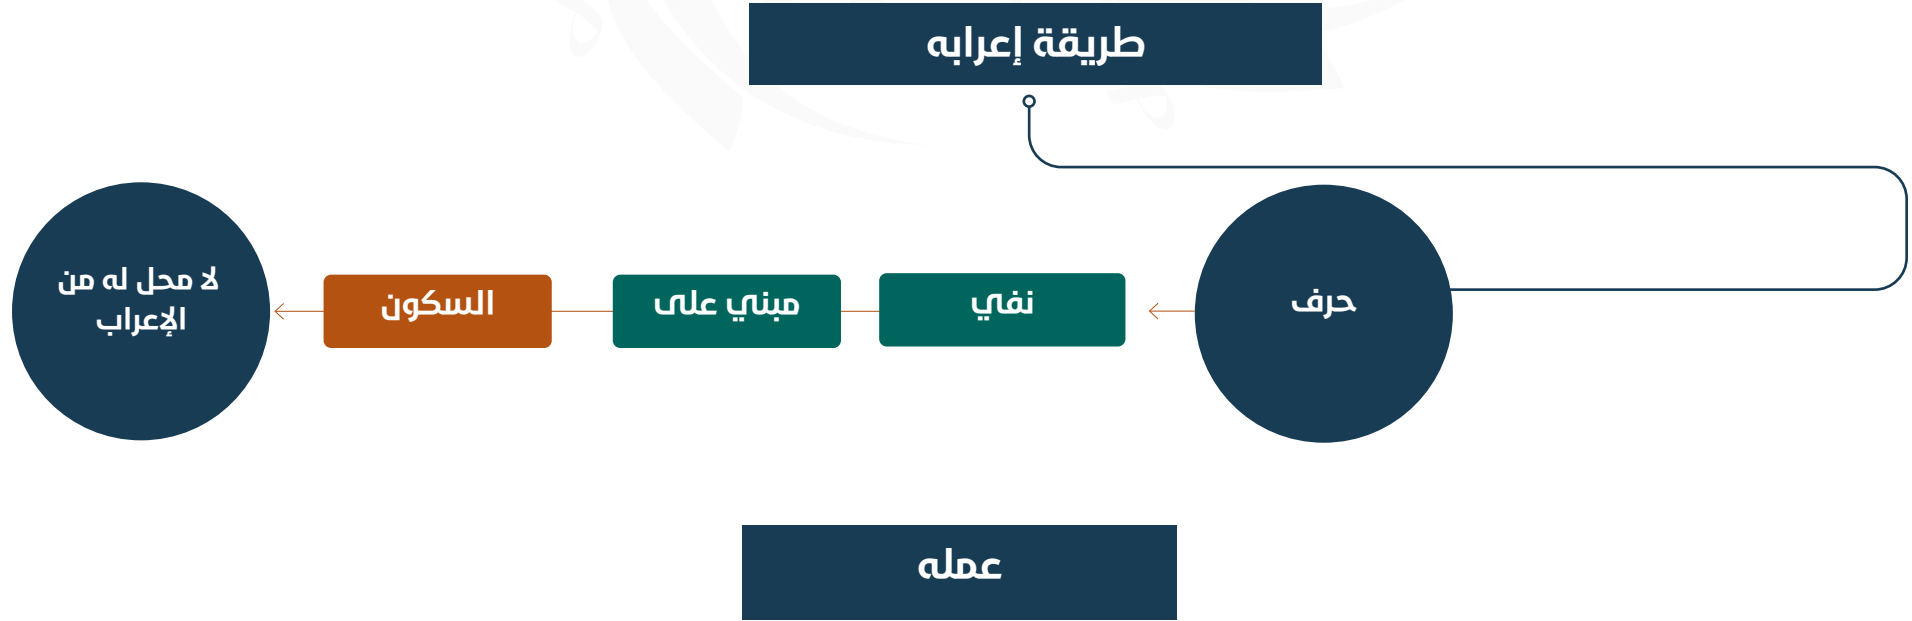 طريقة إعرابه
حرف
نفي
مبني على
السكون
لا محل له من
الإعراب
عمله